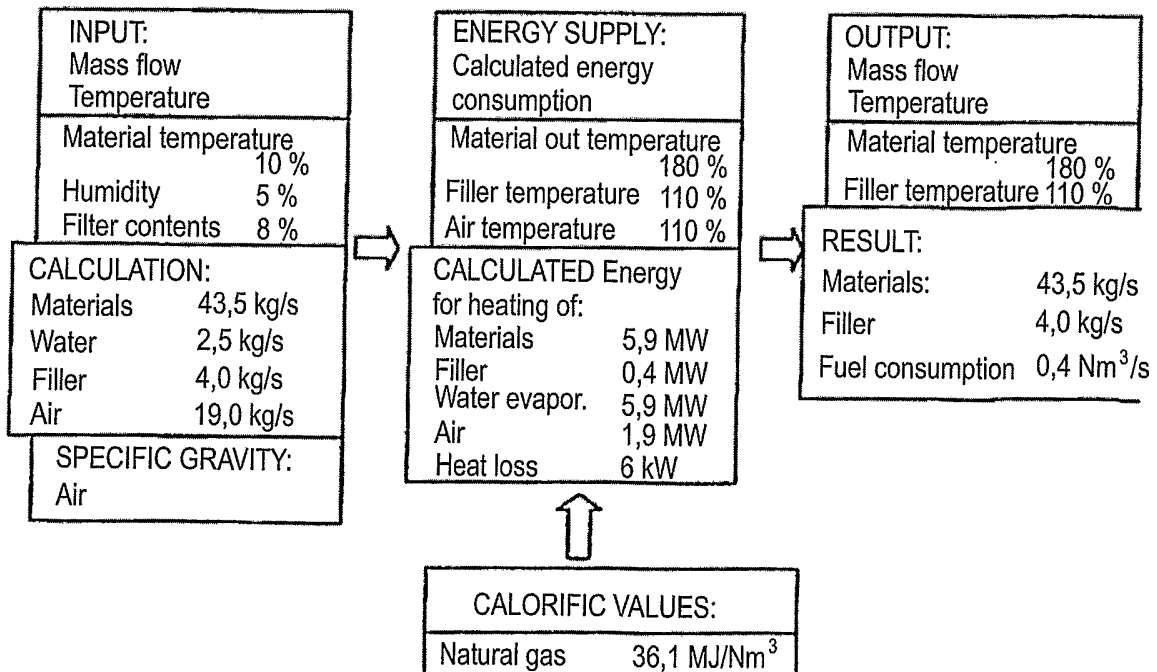 INPUT:
Mass flow
Temperature
Material temperature
10 %
Humidity 5 %
Filter contents 8 %
CALCULATION:
Materials 43,5 kg/s
Water 2,5 kg/s
Filler 4,0 kg/s
Air 19,0 kg/s
SPECIFIC GRAVITY:
Air
ENERGY SUPPLY:
Calculated energy
consumption
Material out temperature
180 %
Filler temperature 110 %
Air temperature 110 %
CALCULATED Energy
for heating of:
Materials 5,9 MW
Filler 0,4 MW
Water evapor. 5,9 MW
Air 1,9 MW
Heat loss 6 kW
OUTPUT:
Mass flow
Temperature
Material temperature
180 %
Filler temperature 110 %
RESULT:
Materials: 43,5 kg/s
Filler 4,0 kg/s
Fuel consumption 0,4 Nm³/s
CALORIFIC VALUES:
Natural gas 36,1 MJ/Nm³